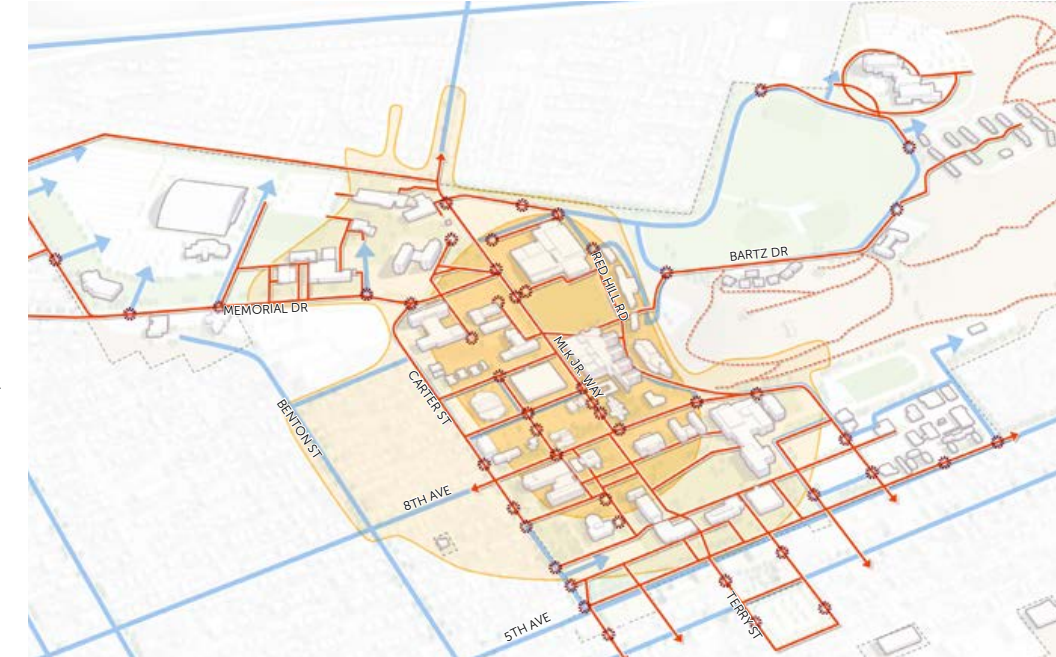 BARTZ DR
RED HILL RD
MEMORIAL DR
MLK JR. WAY
CARTER ST
BENTON ST
8TH AVE
TERRY ST
5TH AVE